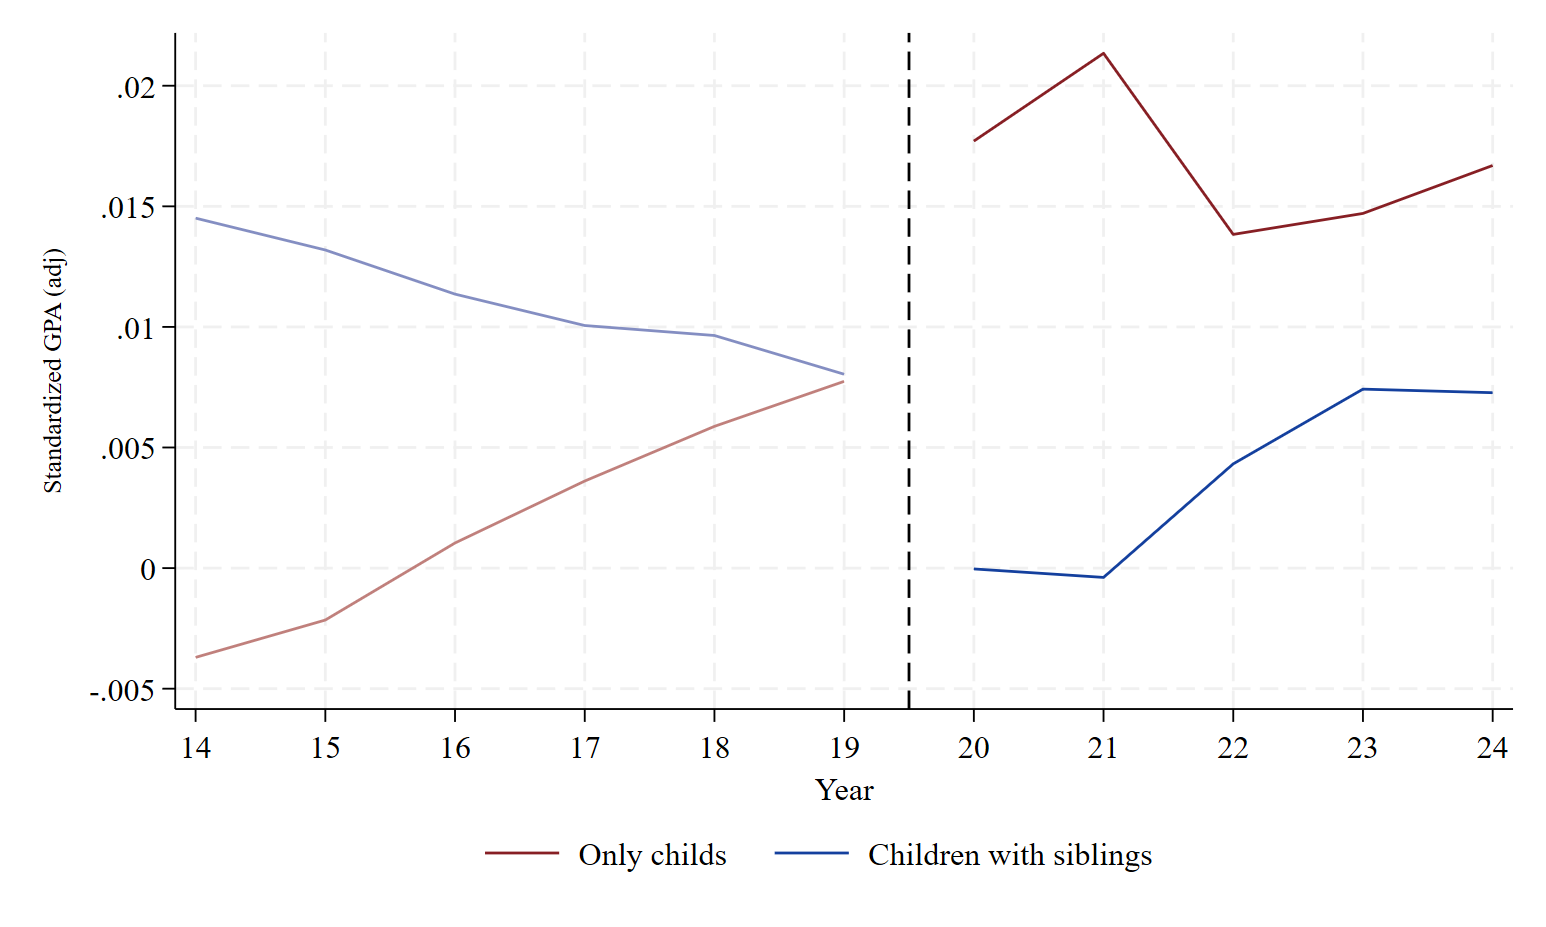 Standardized GPA (adj)
.02
.015
.01
.005
0
-.005
14 15 16 17 18 19 20 21 22 23 24
Year
Only childs Children with siblings